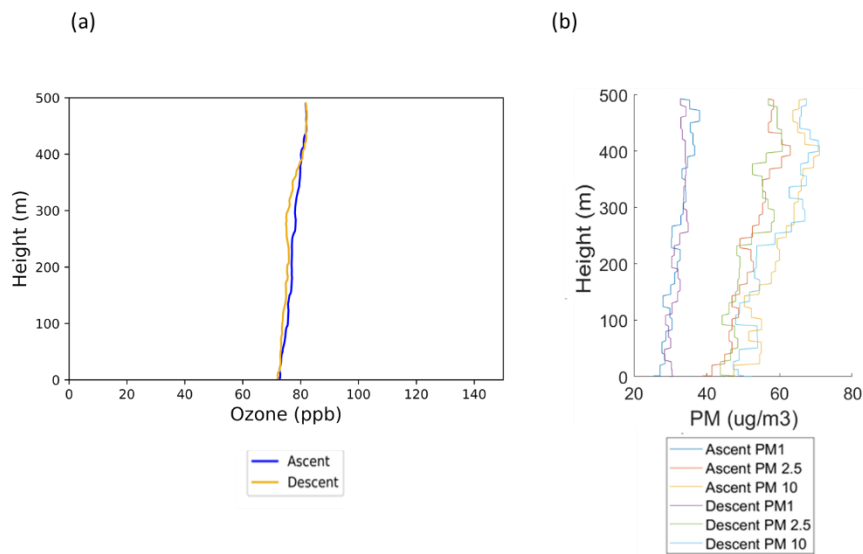 (a)
(b)
500
400
300
200
100
0
Height (m)
0 20 40 60 80 100 120 140
Ozone (ppb)
Ascent
Descent
500
400
300
200
100
0
Height (m)
20 40 60 80
PM (ug/m3)
Ascent PM1
Ascent PM 2.5
Ascent PM 10
Descent PM1
Descent PM 2.5
Descent PM 10